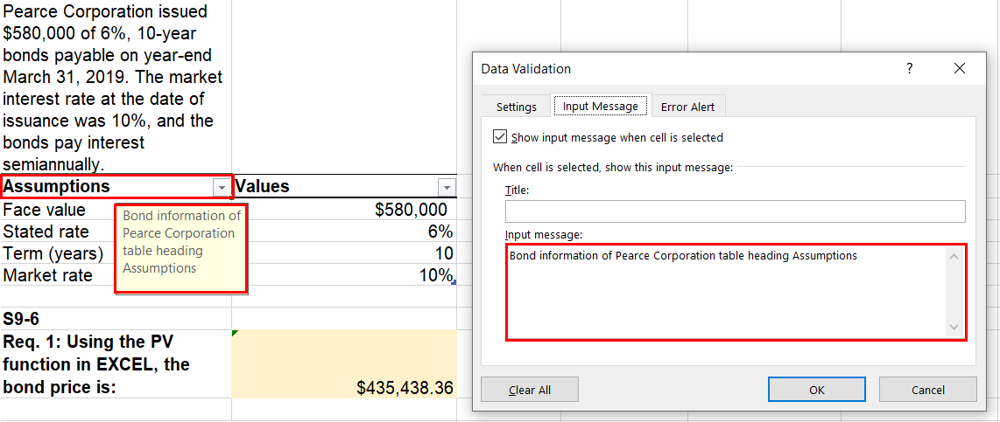 Pearce Corporation issued
$580,000 of 6%, 10-year
bonds payable on year-end
March 31, 2019. The market
interest rate at the date of
issuance was 10%, and the
bonds pay interest
semiannually.
Assumptions Values
Face value $580,000
Stated rate 6%
Term (years) 10
Market rate 10%
Bond information of
Pearce Corporation
table heading
Assumptions
S9-6
Req. 1: Using the PV
function in EXCEL, the
bond price is: $435,438.36
Data Validation ? ×
Settings Input Message Error Alert
Show input message when cell is selected
When cell is selected, show this input message:
Title:
Input message:
Bond information of Pearce Corporation table heading Assumptions
Clear All OK Cancel